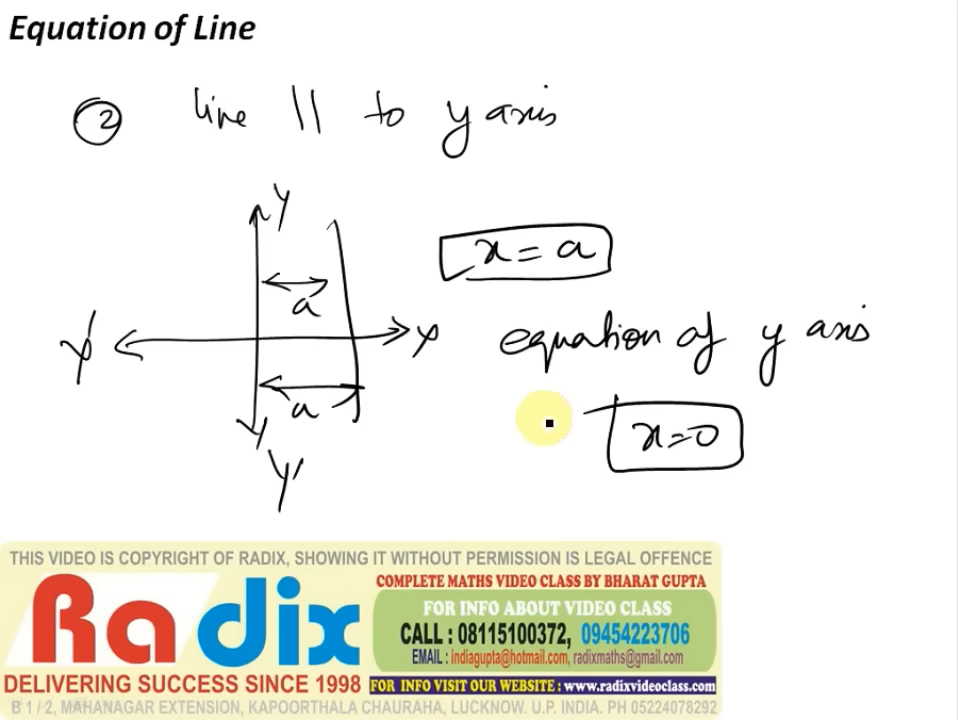 Equation of Line
2 line || to y axis
Y
x = a
a
X' X
equation of y axis
a
x=0
Y'
THIS VIDEO IS COPYRIGHT OF RADIX, SHOWING IT WITHOUT PERMISSION IS LEGAL OFFENCE
Radix
COMPLETE MATHS VIDEO CLASS BY BHARAT GUPTA
FOR INFO ABOUT VIDEO CLASS
CALL : 08115100372, 09454223706
EMAIL : indiagupta@hotmail.com, radixmaths@gmail.com
DELIVERING SUCCESS SINCE 1998
FOR INFO VISIT OUR WEBSITE : www.radixvideoclass.com
B 1 / 2, MAHANAGAR EXTENSION, KAPOORTHALA CHAURAHA, LUCKNOW. U.P. INDIA. PH 05224078292